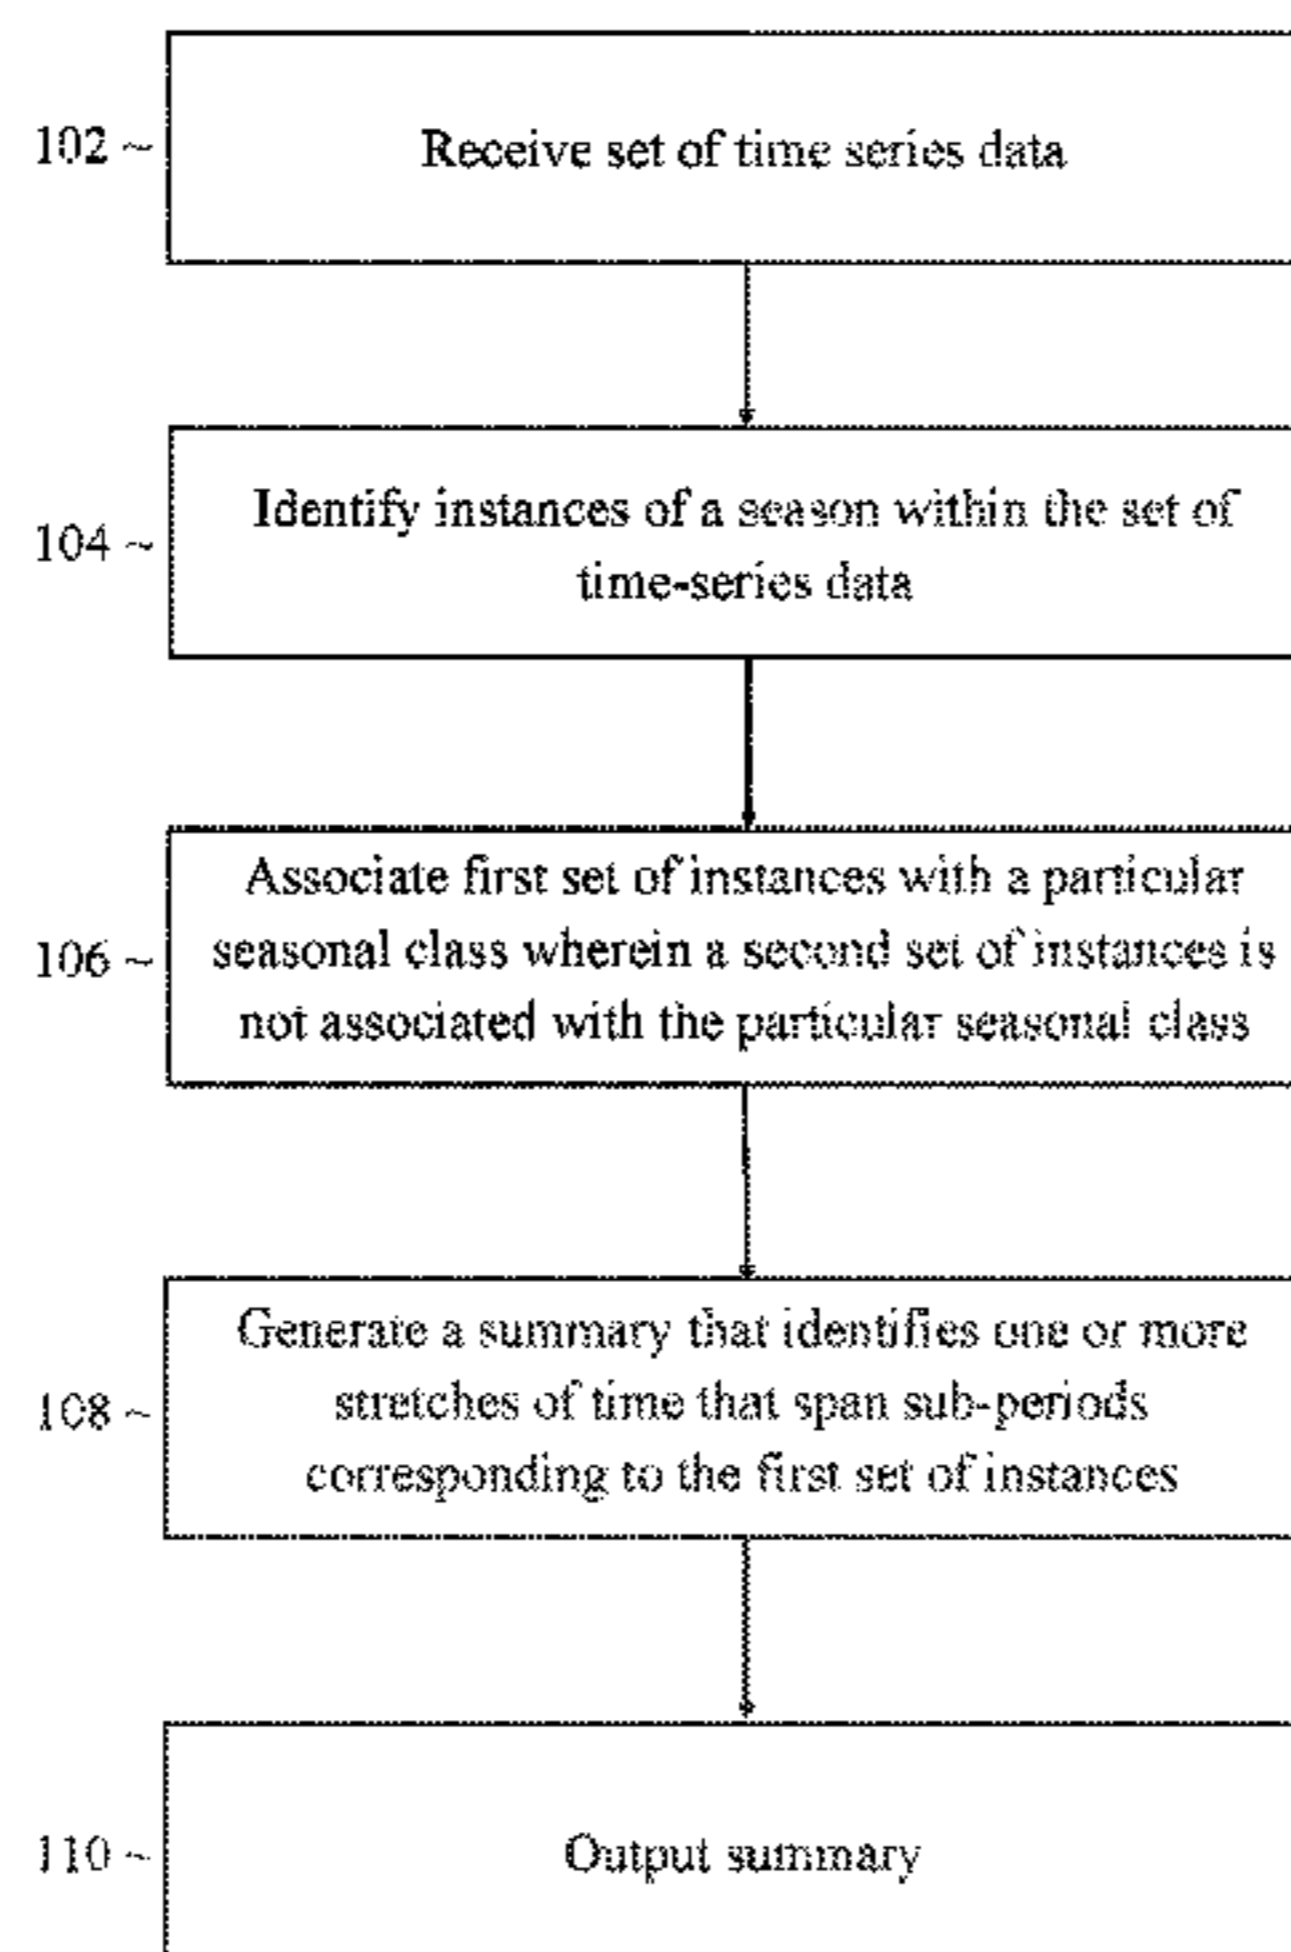 102 ~
Receive set of time series data
104 ~
Identify instances of a season within the set of
time-series data
106 ~
Associate first set of instances with a particular
seasonal class wherein a second set of instances is
not associated with the particular seasonal class
108 ~
Generate a summary that identifies one or more
stretches of time that span sub-periods
corresponding to the first set of instances
110 ~
Output summary